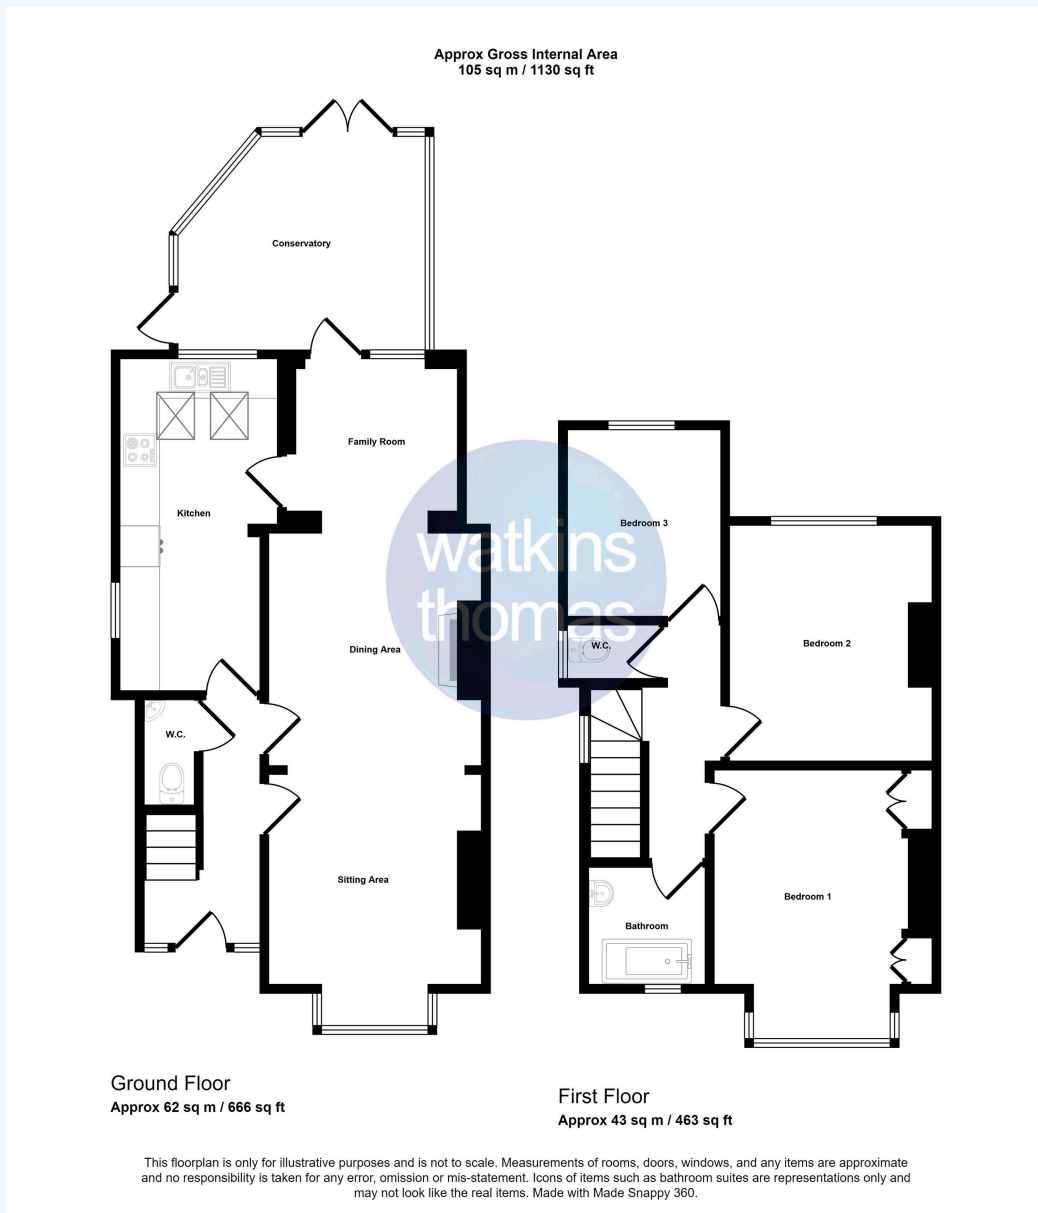 Approx Gross Internal Area
105 sq m / 1130 sq ft
Conservatory
Family Room
Kitchen
Bedroom 3
watkins
thomas
Dining Area
W.C.
Bedroom 2
W.C.
Sitting Area
Bedroom 1
Bathroom
Ground Floor
Approx 62 sq m / 666 sq ft
First Floor
Approx 43 sq m / 463 sq ft
This floorplan is only for illustrative purposes and is not to scale. Measurements of rooms, doors, windows, and any items are approximate
and no responsibility is taken for any error, omission or mis-statement. Icons of items such as bathroom suites are representations only and
may not look like the real items. Made with Made Snappy 360.